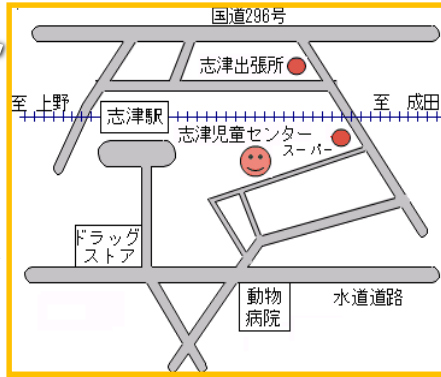 国道296号
志津出張所
至 上野
至 成田
志津駅
志津児童センター
スーパー
ドラッグ
ストア
動物
病院
水道道路